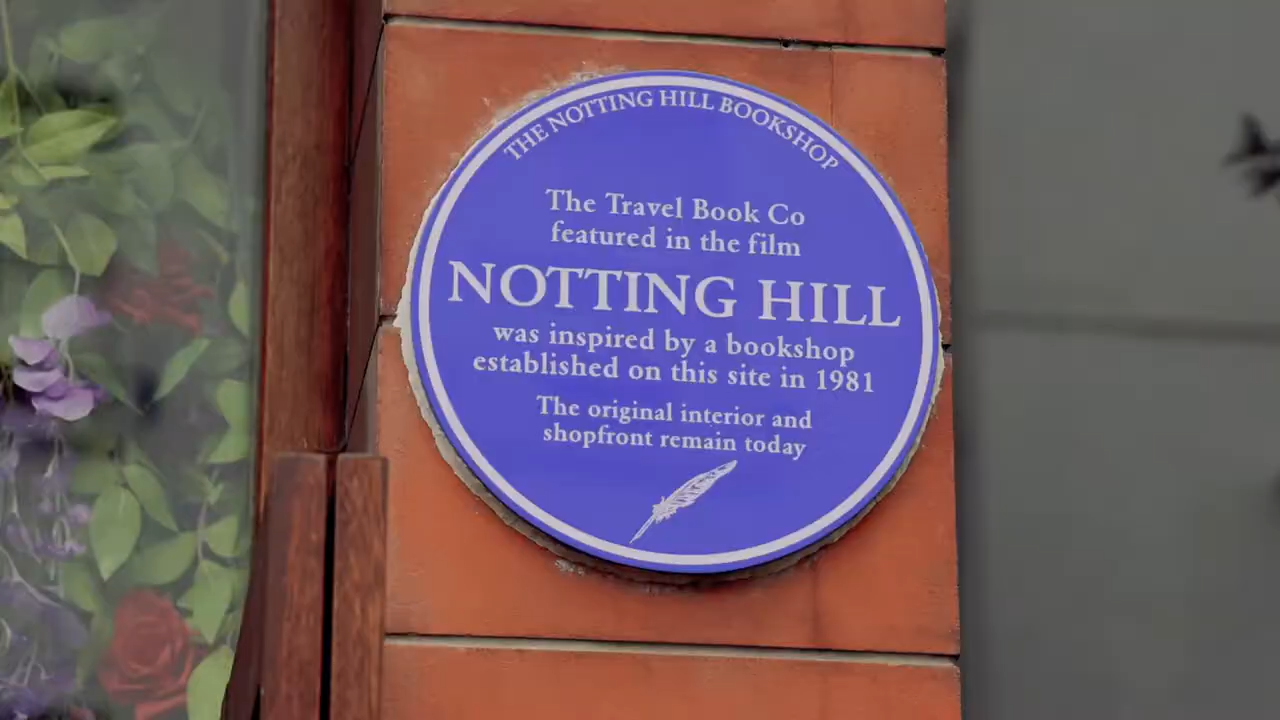 THE NOTTING HILL BOOKSHOP
The Travel Book Co
featured in the film
NOTTING HILL
was inspired by a bookshop
established on this site in 1981
The original interior and
shopfront remain today